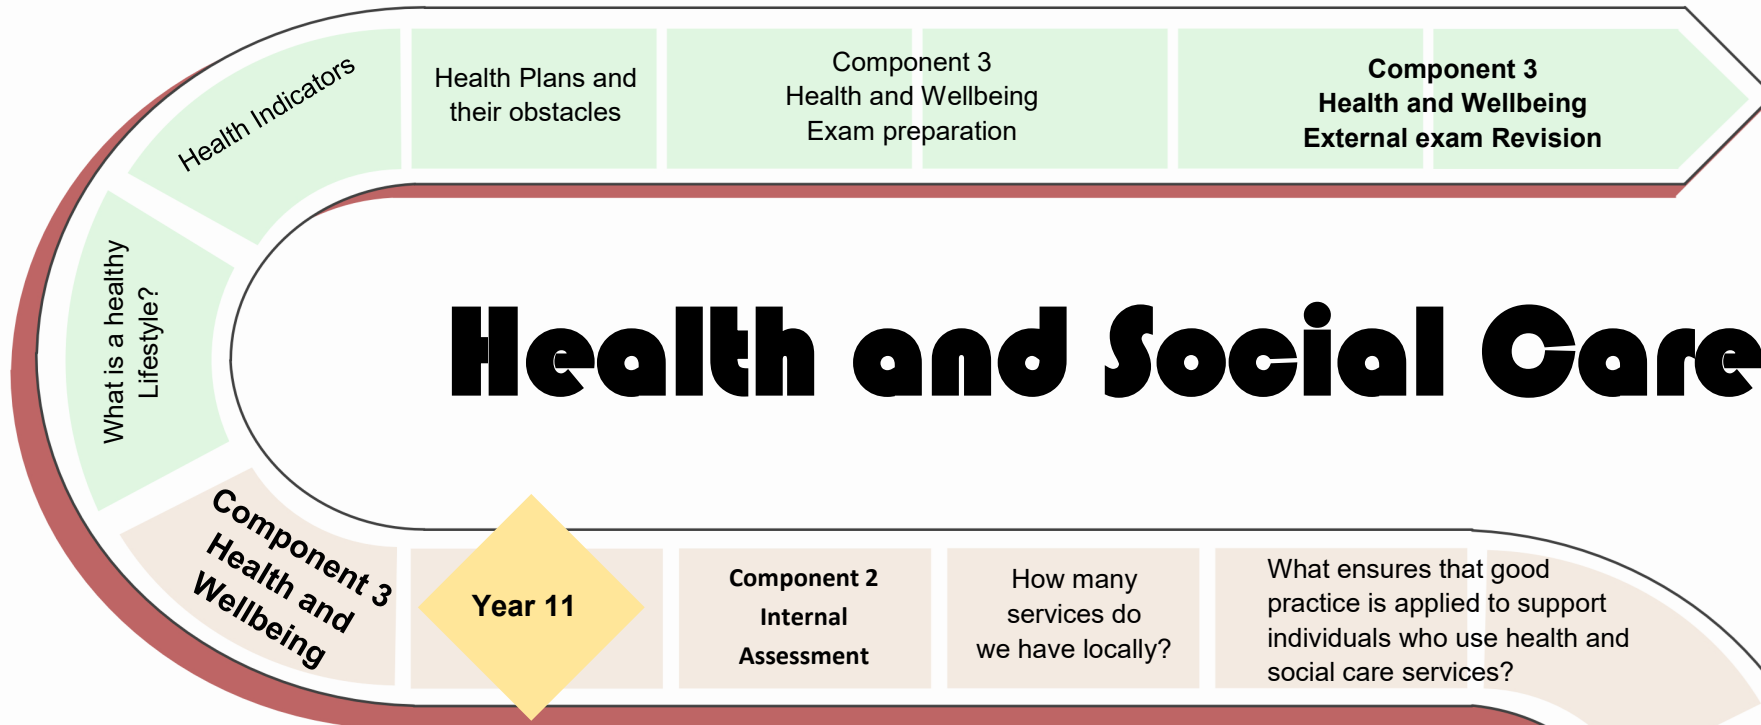 Health Indicators
Health Plans and
their obstacles
Component 3
Health and Wellbeing
Exam preparation
Component 3
Health and Wellbeing
External exam Revision
What is a healthy
Lifestyle?
Health and Social Care
Component 3
Health and
Wellbeing
Year 11
Component 2
Internal
Assessment
How many
services do
we have locally?
What ensures that good
practice is applied to support
individuals who use health and
social care services?